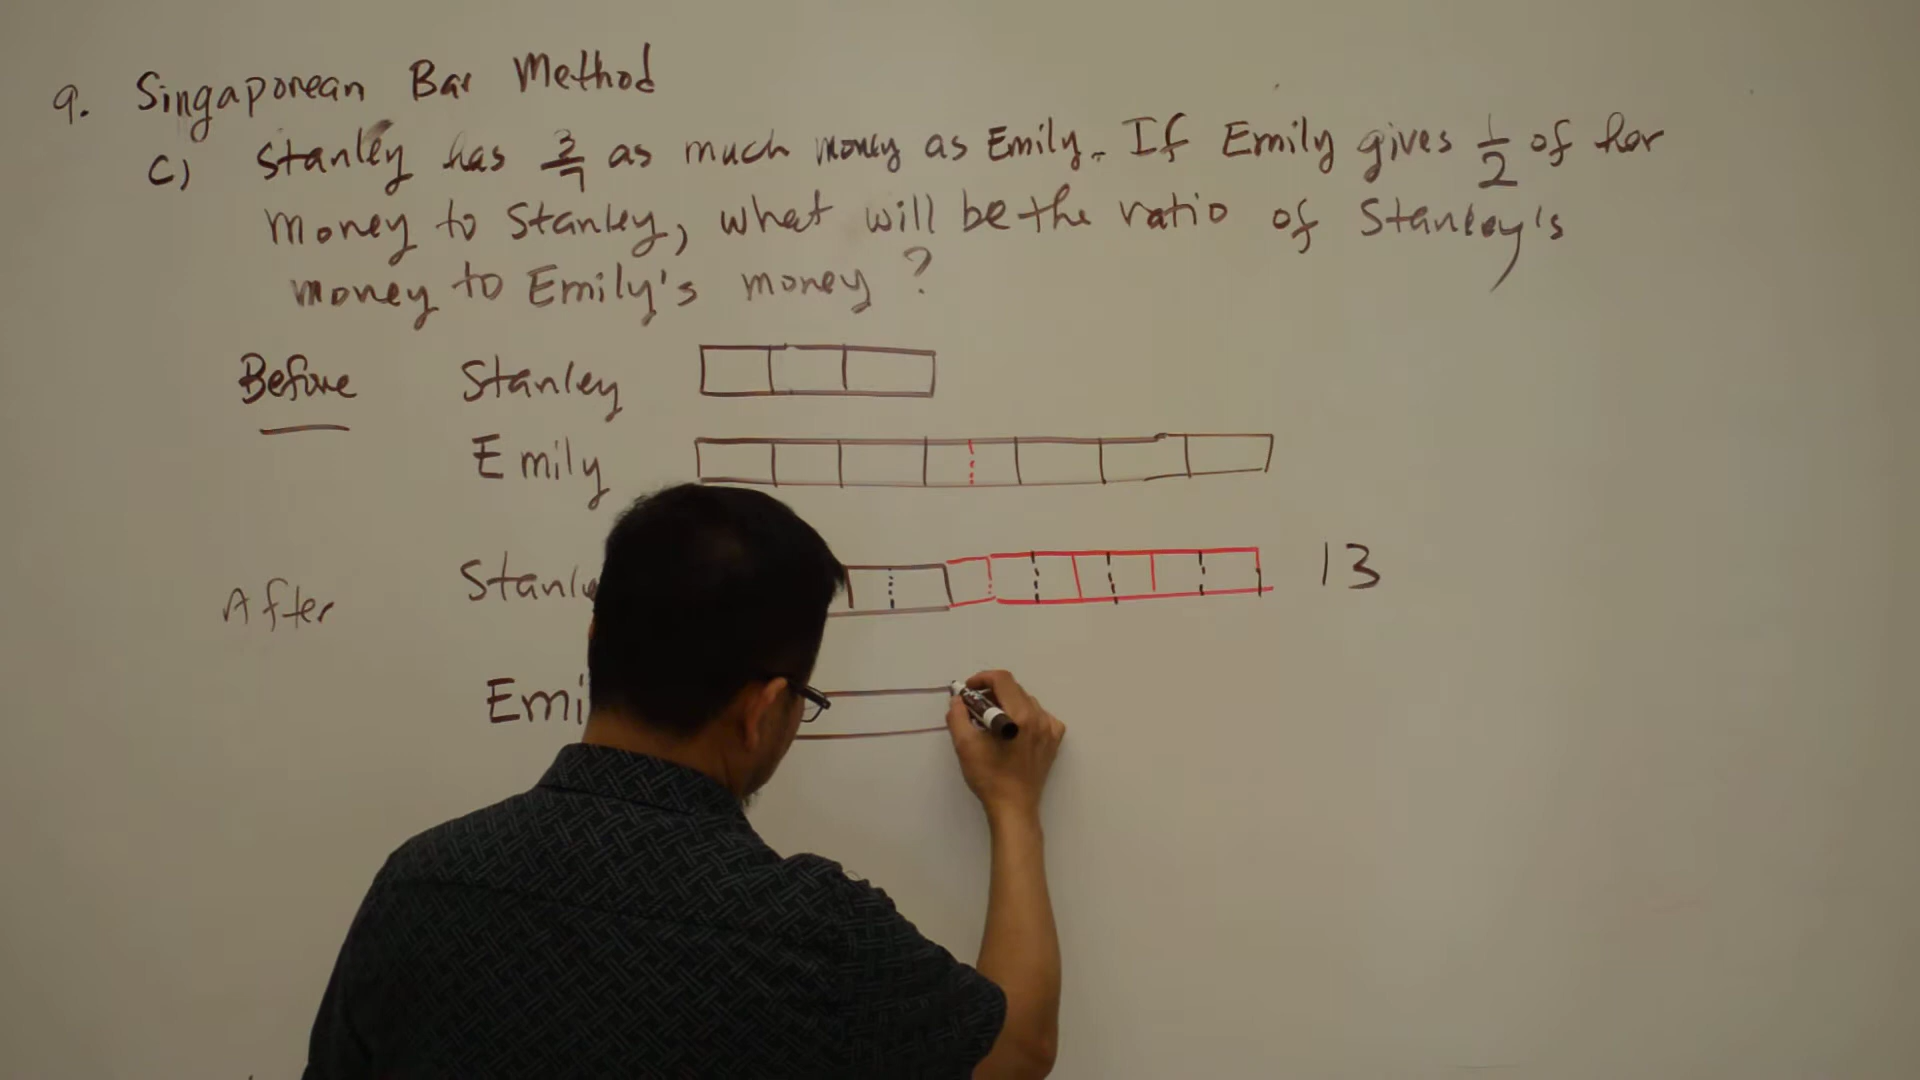 9. Singaporean Bar Method
c) Stanley has 3/7 as much money as Emily. If Emily gives 1/2 of her
money to Stanley, what will be the ratio of Stanley's
money to Emily's money?
Before Stanley
Emily
After Stanle 13
Emi